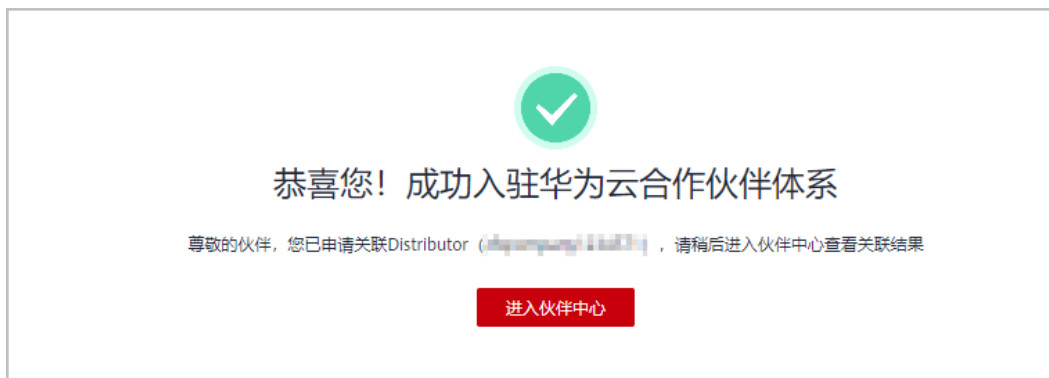 恭喜您！成功入驻华为云合作伙伴体系
尊敬的伙伴，您已申请关联Distributor（），请稍后进入伙伴中心查看关联结果
进入伙伴中心